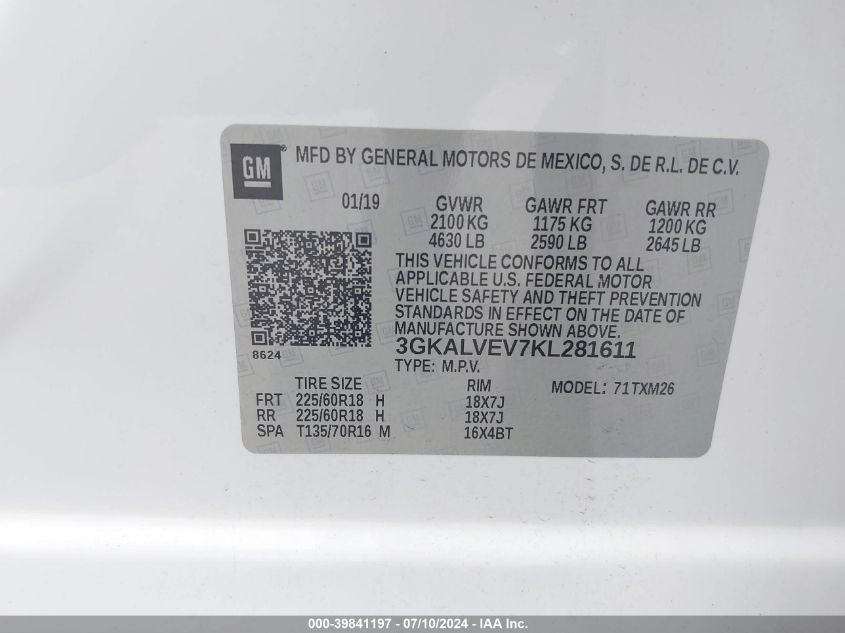 GM® MFD BY GENERAL MOTORS DE MEXICO, S. DE R.L. DE C.V.
01/19 GVWR GAWR FRT GAWR RR
2100 KG 1175 KG 1200 KG
4630 LB 2590 LB 2645 LB
THIS VEHICLE CONFORMS TO ALL
APPLICABLE U.S. FEDERAL MOTOR
VEHICLE SAFETY AND THEFT PREVENTION
STANDARDS IN EFFECT ON THE DATE OF
MANUFACTURE SHOWN ABOVE.
3GKALVEV7KL281611
8624
TYPE: M.P.V.
TIRE SIZE RIM MODEL: 71TXM26
FRT 225/60R18 H 18X7J
RR 225/60R18 H 18X7J
SPA T135/70R16 M 16X4BT
000-39841197 - 07/10/2024 - IAA Inc.